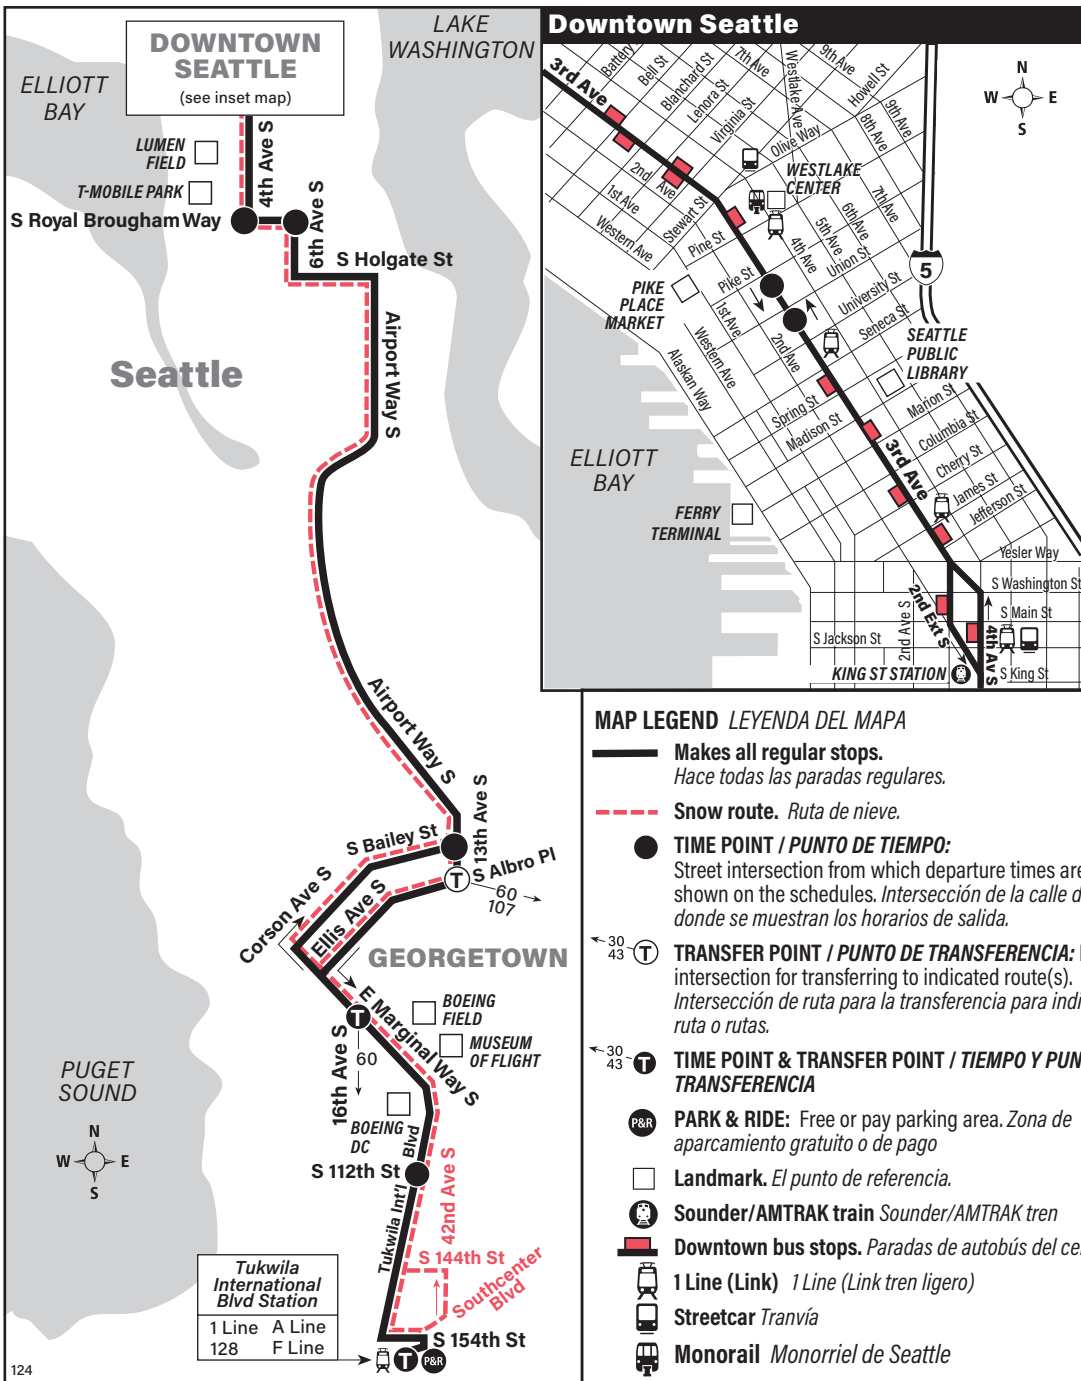 DOWNTOWN
SEATTLE
(see inset map)
LAKE
WASHINGTON
ELLIOTT
BAY
LUMEN
FIELD
T-MOBILE PARK
4th Ave S
S Royal Brougham Way
6th Ave S
S Holgate St
Airport Way S
Seattle
Airport Way S
S Bailey St
13th Ave S
S Albro Pl
T
60
107
Corson Ave S
Ellis Ave S
GEORGETOWN
E Marginal Way S
T
60
16th Ave S
BOEING
FIELD
MUSEUM
OF FLIGHT
BOEING
DC
PUGET
SOUND
N
W E
S
S 112th St
Tukwila Int'l Blvd
42nd Ave S
S 144th St
Southcenter
Blvd
S 154th St
Tukwila
International
Blvd Station
1 Line A Line
128 F Line
T P&R
124
Downtown Seattle
N
W E
S
3rd Ave
Battery
Bell St
Blanchard St
Lenora St
Virginia St
7th Ave
Westlake Ave
9th Ave
Howell St
9th Ave
8th Ave
Olive Way
2nd Ave
1st Ave
Western Ave
Stewart St
WESTLAKE
CENTER
7th Ave
6th Ave
5th Ave
4th Ave
Pine St
Pike St
Union St
University St
Seneca St
5
PIKE
PLACE
MARKET
1st Ave
Western Ave
Alaskan Way
2nd Ave
SEATTLE
PUBLIC
LIBRARY
Spring St
Madison St
Marion St
Columbia St
Cherry St
James St
Jefferson St
3rd Ave
ELLIOTT
BAY
FERRY
TERMINAL
Yesler Way
S Washington St
S Main St
S Jackson St
2nd Ave S
2nd Ext S
4th Av S
KING ST STATION
S King St
MAP LEGEND LEYENDA DEL MAPA
Makes all regular stops.
Hace todas las paradas regulares.
Snow route. Ruta de nieve.
TIME POINT / PUNTO DE TIEMPO:
Street intersection from which departure times are
shown on the schedules. Intersección de la calle d
donde se muestran los horarios de salida.
30
43 T
TRANSFER POINT / PUNTO DE TRANSFERENCIA:
intersection for transferring to indicated route(s).
Intersección de ruta para la transferencia para indi
ruta o rutas.
30
43 T
TIME POINT & TRANSFER POINT / TIEMPO Y PUN
TRANSFERENCIA
P&R
PARK & RIDE: Free or pay parking area. Zona de
aparcamiento gratuito o de pago
Landmark. El punto de referencia.
Sounder/AMTRAK train Sounder/AMTRAK tren
Downtown bus stops. Paradas de autobús del ce
1 Line (Link) 1 Line (Link tren ligero)
Streetcar Tranvía
Monorail Monorriel de Seattle